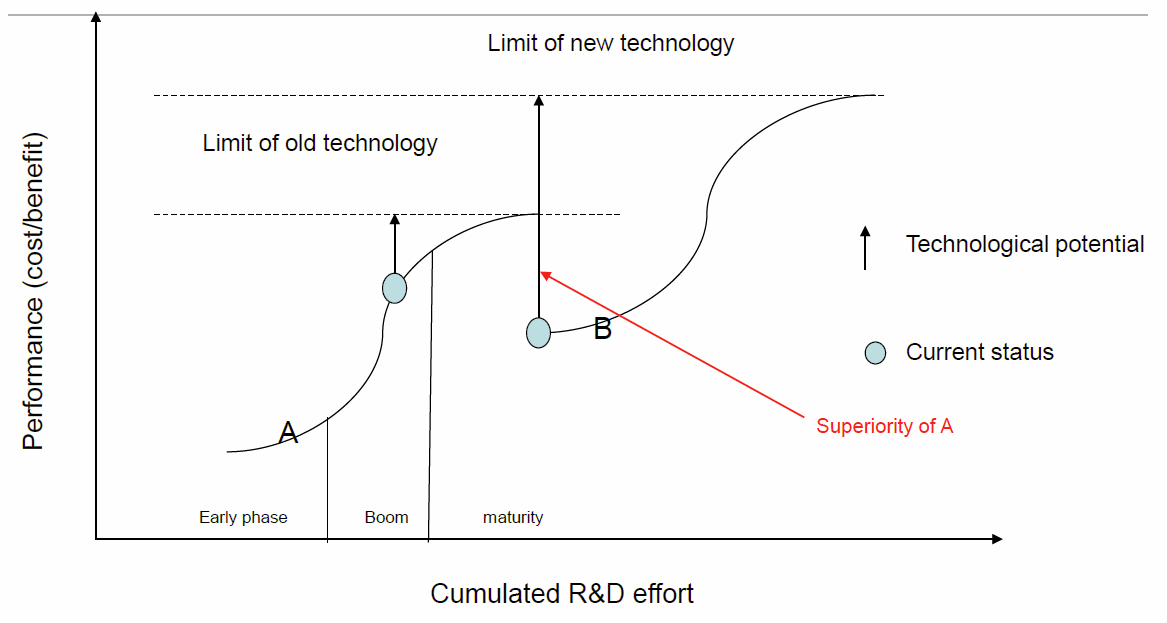 Limit of new technology
Limit of old technology
Performance (cost/benefit)
Technological potential
B
Current status
Superiority of A
A
Early phase
Boom
maturity
Cumulated R&D effort